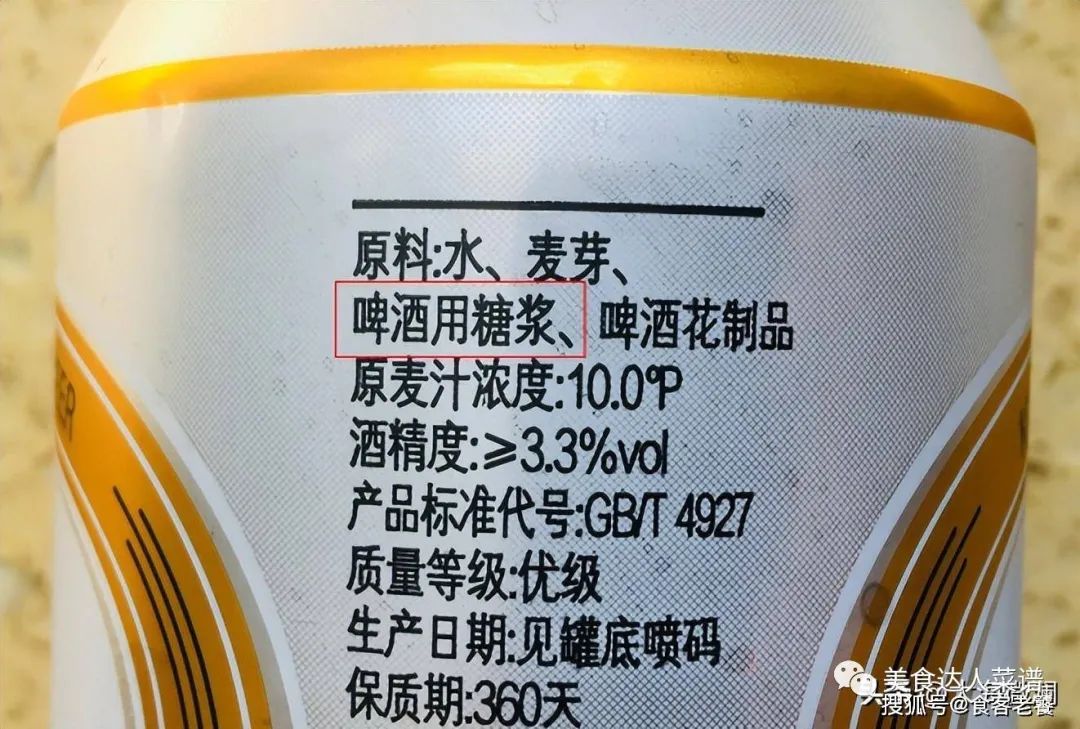 原料:水、麦芽、
啤酒用糖浆、啤酒花制品
原麦汁浓度:10.0°P
酒精度:≥3.3%vol
产品标准代号:GB/T 4927
质量等级:优级
生产日期:见罐底喷码
保质期:360天
美食达人菜谱
搜狐号@食客老饕